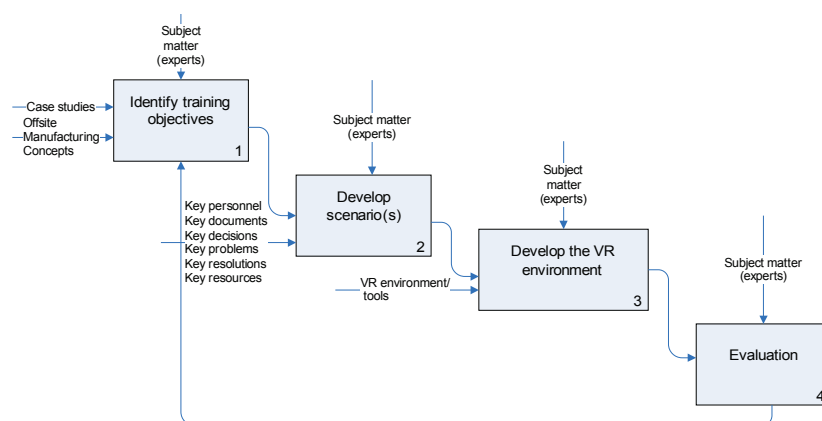 Subject
matter
(experts)
Identify training
objectives
1
Case studies
Offsite
Manufacturing
Concepts
Subject matter
(experts)
Develop
scenario(s)
2
Key personnel
Key documents
Key decisions
Key problems
Key resolutions
Key resources
Subject
matter
(experts)
Develop the VR
environment
3
VR environment/
tools
Subject matter
(experts)
Evaluation
4